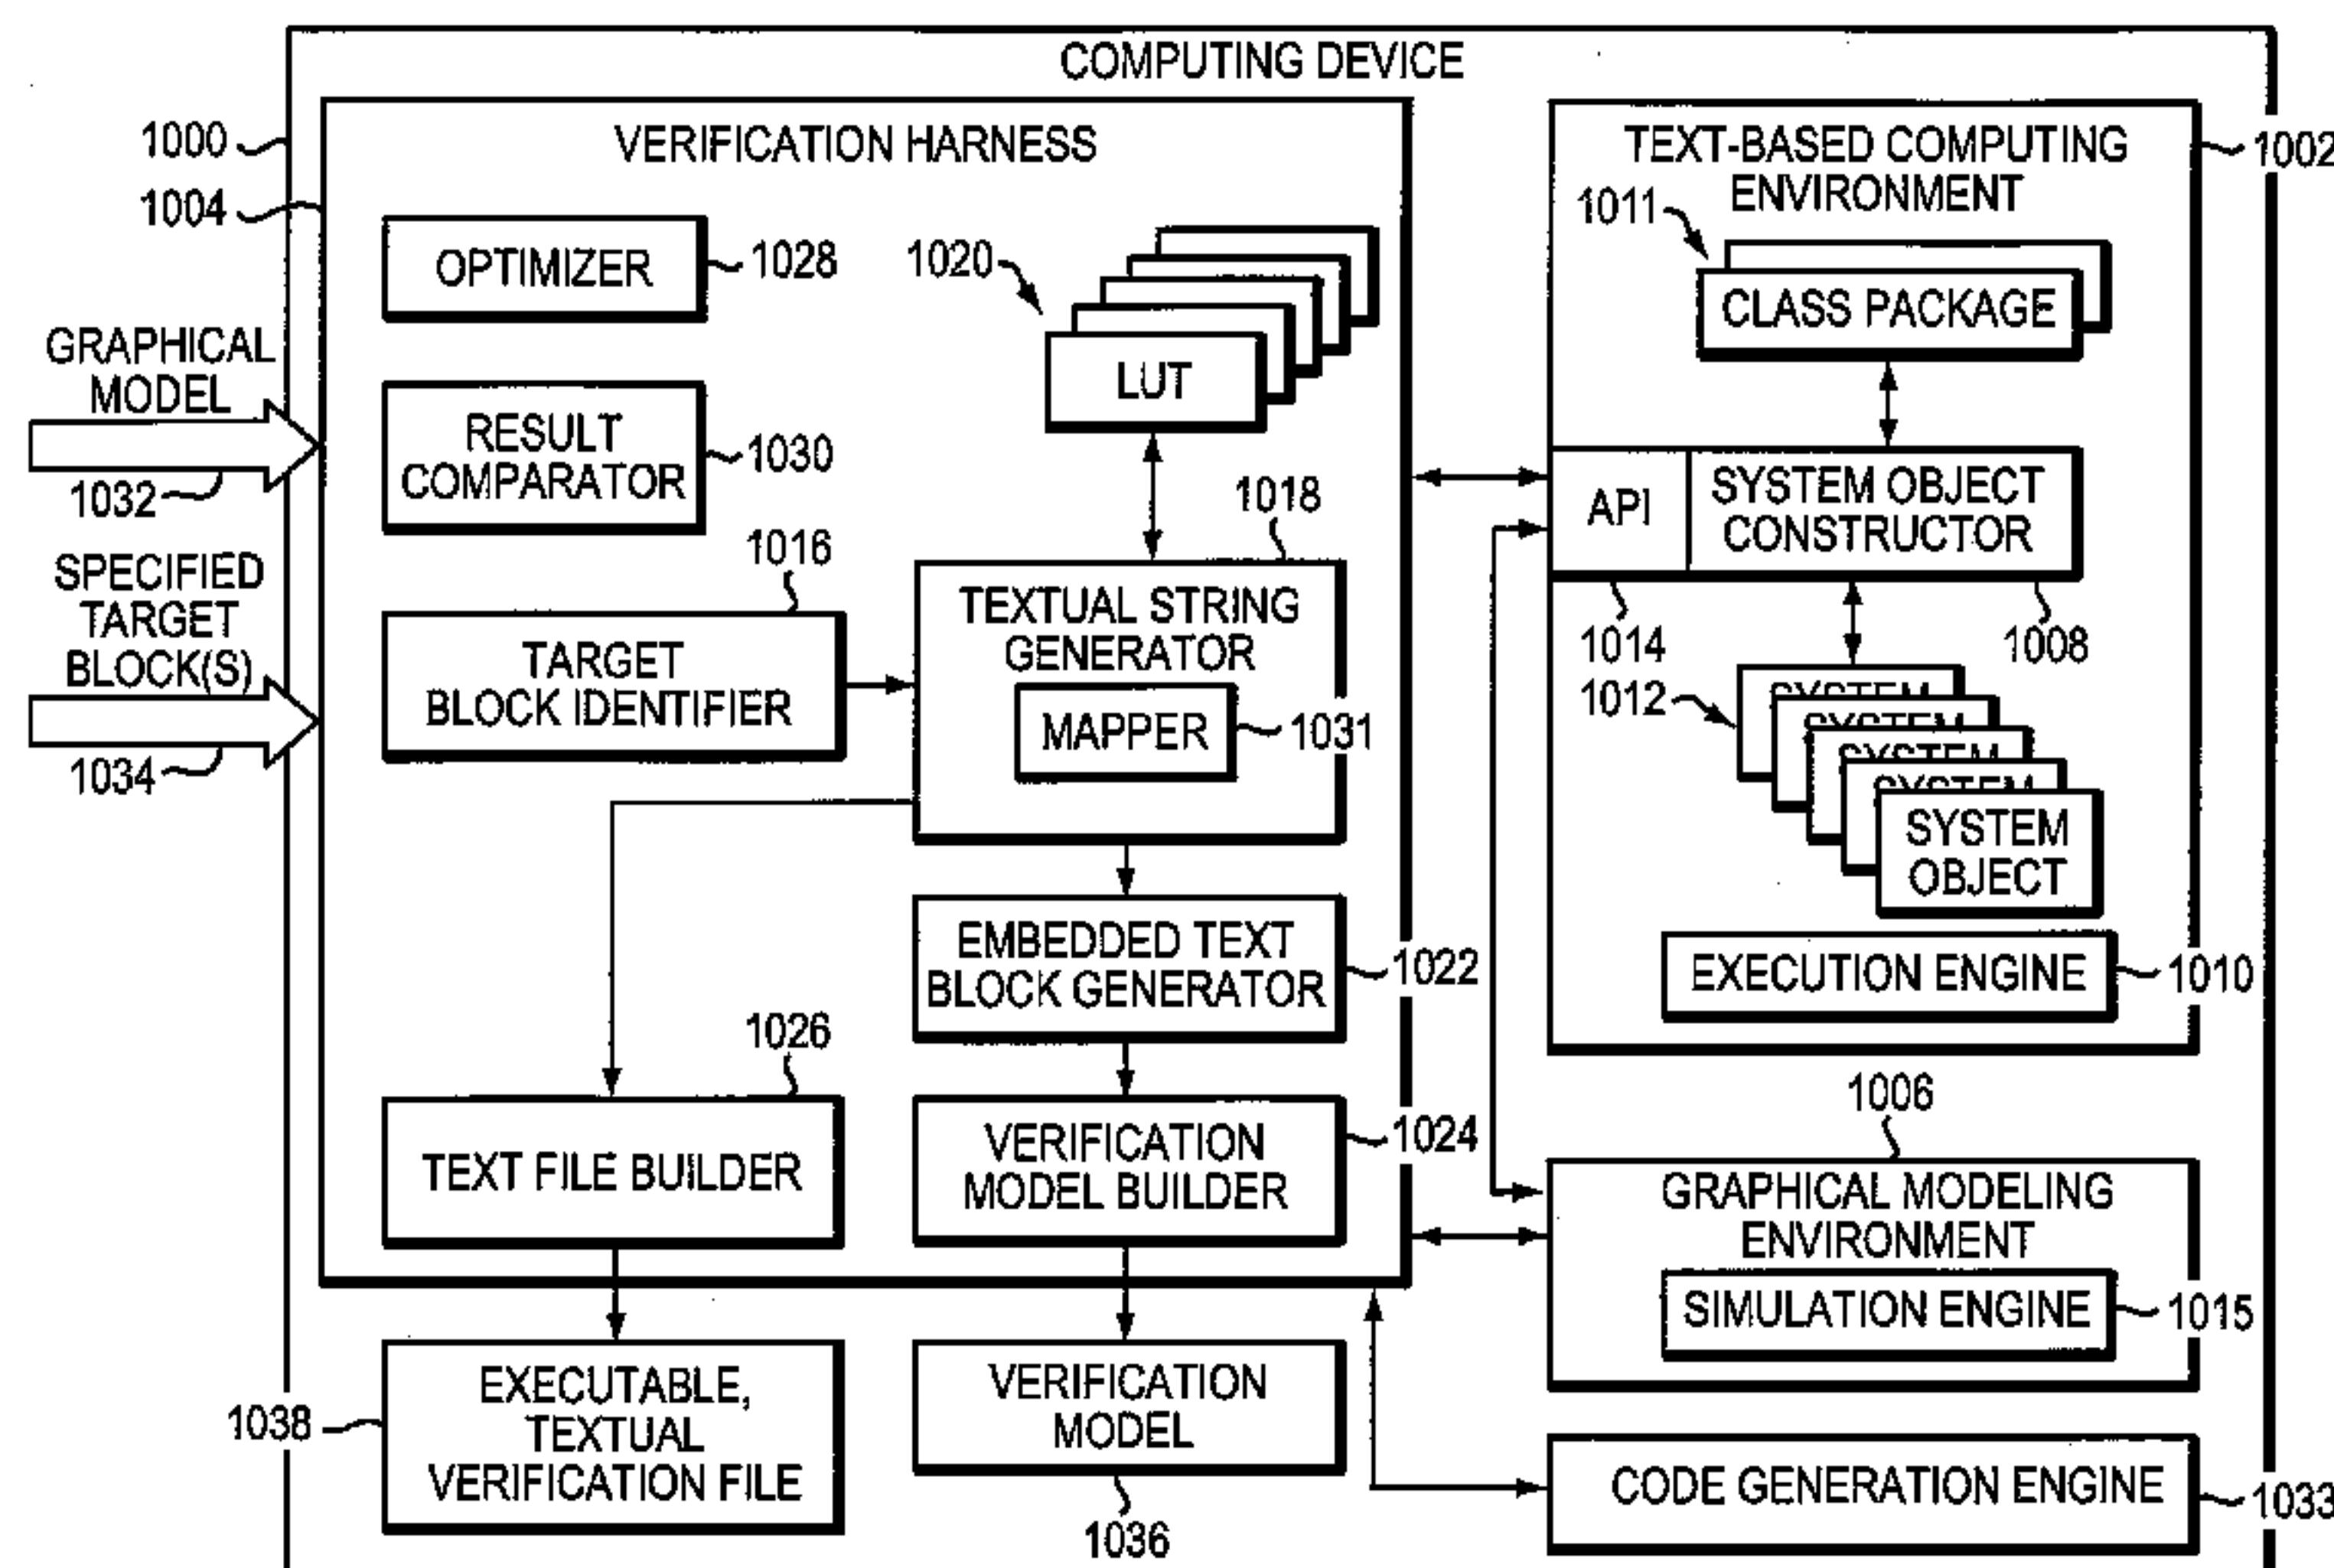 COMPUTING DEVICE
1000
1004
VERIFICATION HARNESS
OPTIMIZER
1028
1020
LUT
GRAPHICAL
MODEL
1032
RESULT
COMPARATOR
1030
SPECIFIED
TARGET
BLOCK(S)
1034
1016
TARGET
BLOCK IDENTIFIER
1018
TEXTUAL STRING
GENERATOR
MAPPER
1031
EMBEDDED TEXT
BLOCK GENERATOR
1022
1026
TEXT FILE BUILDER
VERIFICATION
MODEL BUILDER
1024
1038
EXECUTABLE,
TEXTUAL
VERIFICATION FILE
VERIFICATION
MODEL
1036
TEXT-BASED COMPUTING
ENVIRONMENT
1002
1011
CLASS PACKAGE
API
SYSTEM OBJECT
CONSTRUCTOR
1014
1008
1012
SYSTEM
SYSTEM
SYSTEM
SYSTEM
SYSTEM
OBJECT
EXECUTION ENGINE
1010
1006
GRAPHICAL MODELING
ENVIRONMENT
SIMULATION ENGINE
1015
CODE GENERATION ENGINE
1033